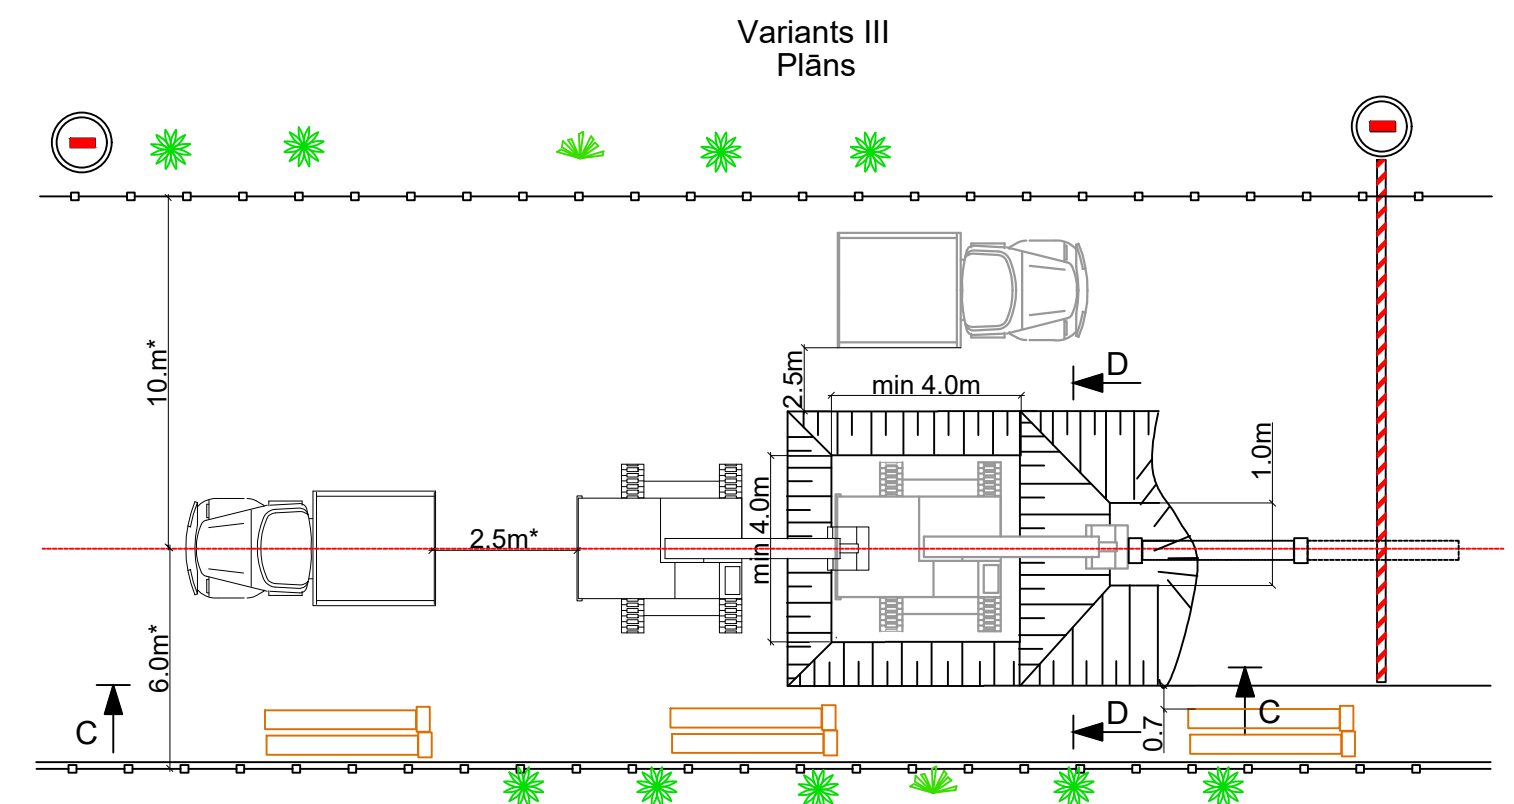 Variants III
Plāns
10.m*
2.5m
min 4.0m
D
1.0m
min 4.0m
2.5m*
6.0m*
C
D
0.7
C